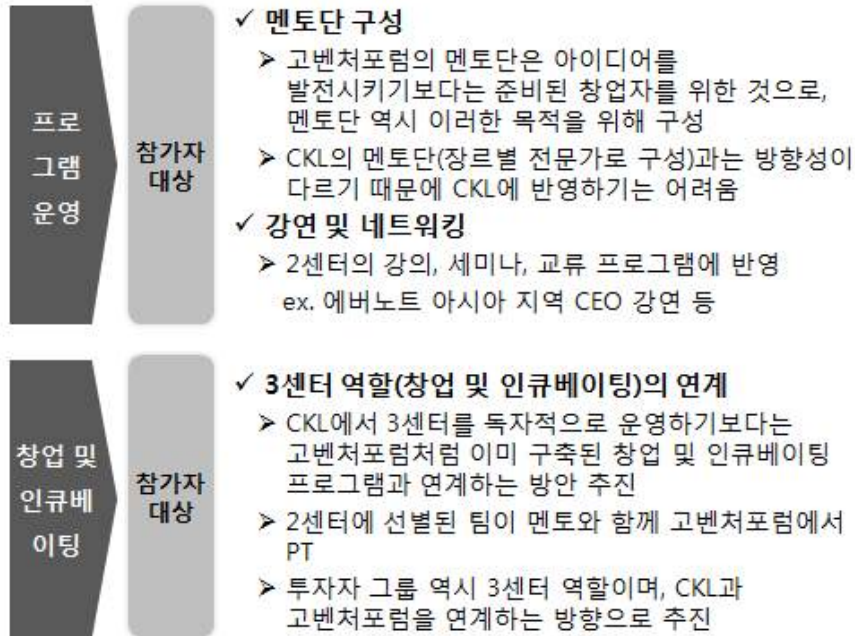 프로
그램
운영
참가자
대상
✓ 멘토단 구성
➢ 고벤처포럼의 멘토단은 아이디어를
발전시키기보다는 준비된 창업자를 위한 것으로,
멘토단 역시 이러한 목적을 위해 구성
➢ CKL의 멘토단(장르별 전문가로 구성)과는 방향성이
다르기 때문에 CKL에 반영하기는 어려움
✓ 강연 및 네트워킹
➢ 2센터의 강의, 세미나, 교류 프로그램에 반영
ex. 에버노트 아시아 지역 CEO 강연 등
창업 및
인큐베
이팅
참가자
대상
✓ 3센터 역할(창업 및 인큐베이팅)의 연계
➢ CKL에서 3센터를 독자적으로 운영하기보다는
고벤처포럼처럼 이미 구축된 창업 및 인큐베이팅
프로그램과 연계하는 방안 추진
➢ 2센터에 선별된 팀이 멘토와 함께 고벤처포럼에서
PT
➢ 투자자 그룹 역시 3센터 역할이며, CKL과
고벤처포럼을 연계하는 방향으로 추진